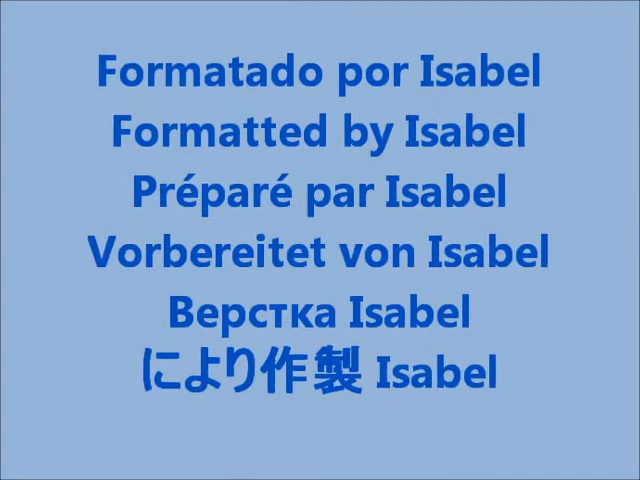 Formatado por Isabel
Formatted by Isabel
Préparé par Isabel
Vorbereitet von Isabel
Верстка Isabel
により作製 Isabel